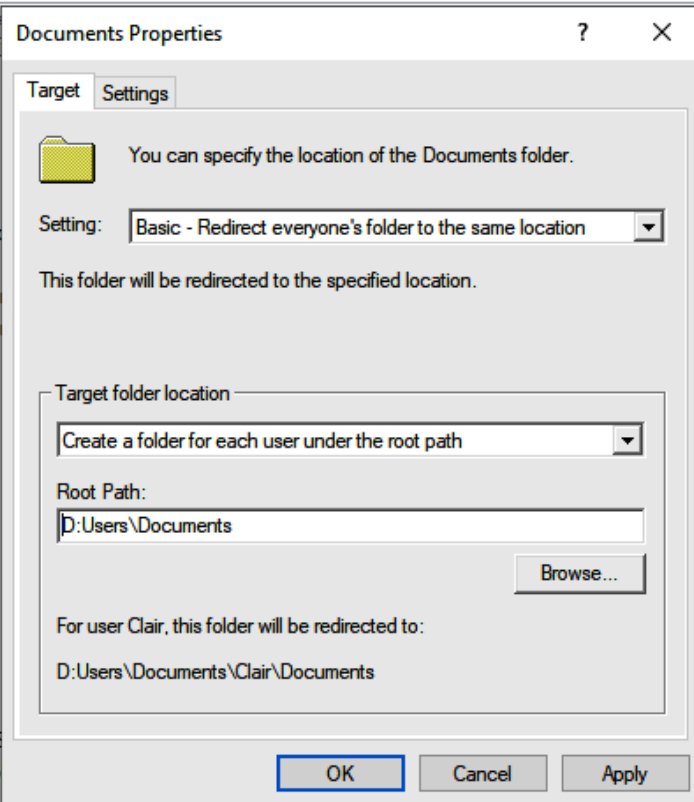 Documents Properties
?
Target
Settings
You can specify the location of the Documents folder.
Setting:
Basic - Redirect everyone's folder to the same location
This folder will be redirected to the specified location.
Target folder location
Create a folder for each user under the root path
Root Path:
D:Users\Documents
Browse...
For user Clair, this folder will be redirected to:
D:Users\Documents\Clair\Documents
OK
Cancel
Apply